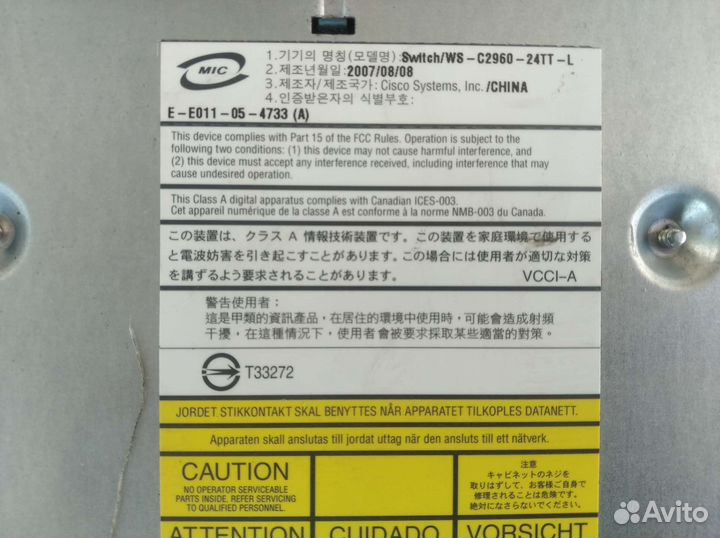 MIC
1.기기의 명칭(모델명):Switch/WS-C2960-24TT-L
2.제조년월일:2007/08/08
3.제조자/제조국가:Cisco Systems, Inc./CHINA
4.인증받은자의 식별부호:
E-E011-05-4733 (A)
This device complies with Part 15 of the FCC Rules. Operation is subject to the
following two conditions: (1) this device may not cause harmful interference, and
(2) this device must accept any interference received, including interference that may
cause undesired operation.
This Class A digital apparatus complies with Canadian ICES-003.
Cet appareil numérique de la classe A est conforme à la norme NMB-003 du Canada.
この装置は、クラス A 情報技術装置です。この装置を家庭環境で使用する
と電波妨害を引き起こすことがあります。この場合には使用者が適切な対策
を講ずるよう要求されることがあります。 VCCI-A
警告使用者：
這是甲類的資訊產品，在居住的環境中使用時，可能會造成射頻
干擾，在這種情況下，使用者會被要求採取某些適當的對策。
T33272
JORDET STIKKONTAKT SKAL BENYTTES NÅR APPARATET TILKOPLES DATANETT.
Apparaten skall anslutas till jordat uttag när den ansluts till ett nätverk.
CAUTION
NO OPERATOR SERVICEABLE
PARTS INSIDE. REFER SERVICING
TO QUALIFIED PERSONNEL.
注意
キャビネットのネジを
取りはずして、お客様ご自身で
修理されることは危険です。
絶対になさらないでください。
ATTENTION
CUIDADO
VORSICHT
Avito